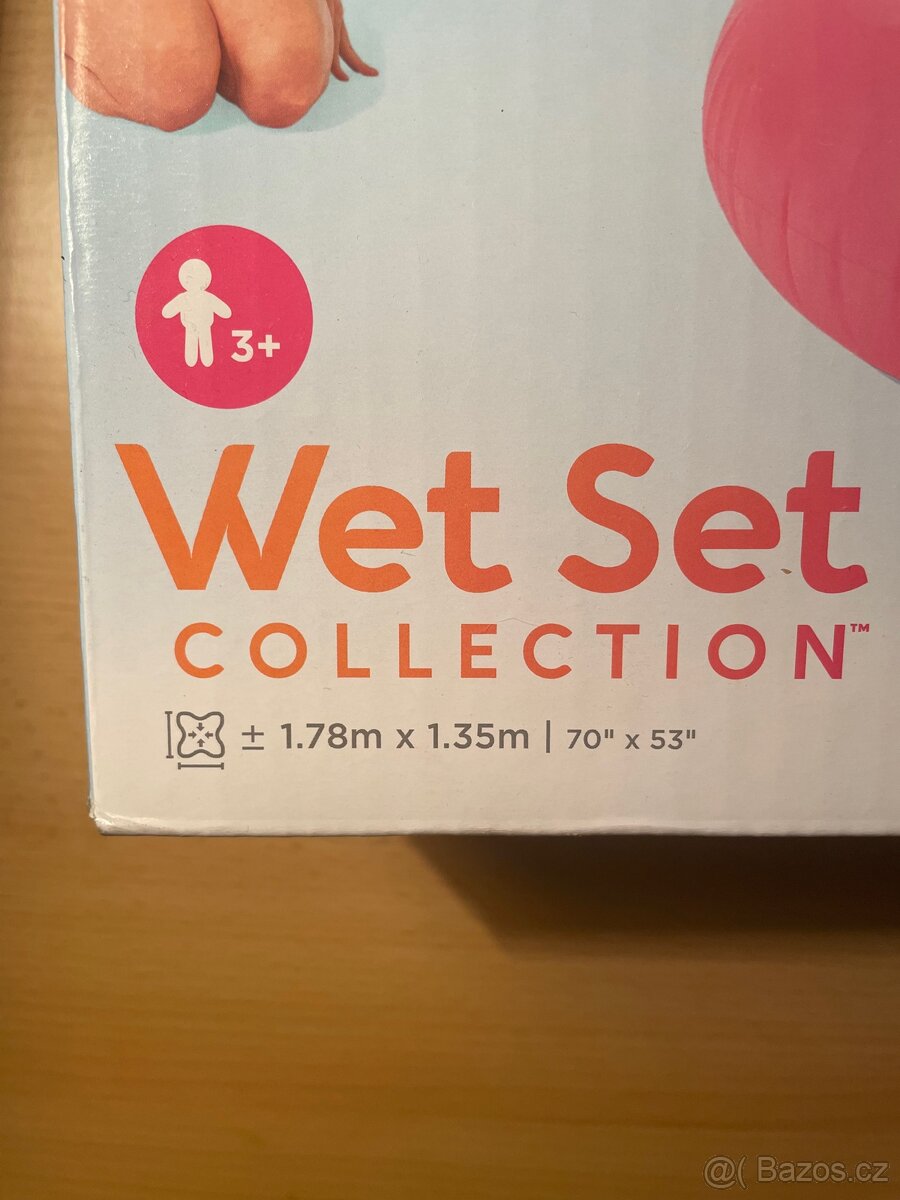 3+
Wet Set
COLLECTION™
± 1.78m x 1.35m | 70" x 53"
@( Bazos.cz